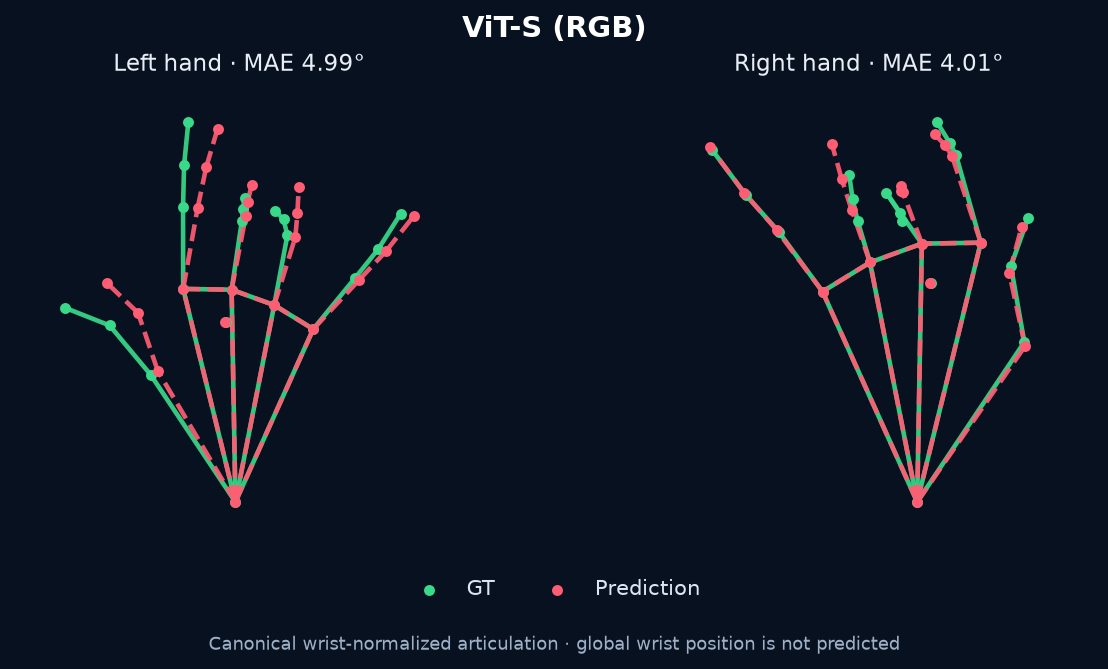 ViT-S (RGB)
Left hand · MAE 4.99°
Right hand · MAE 4.01°
GT
Prediction
Canonical wrist-normalized articulation · global wrist position is not predicted